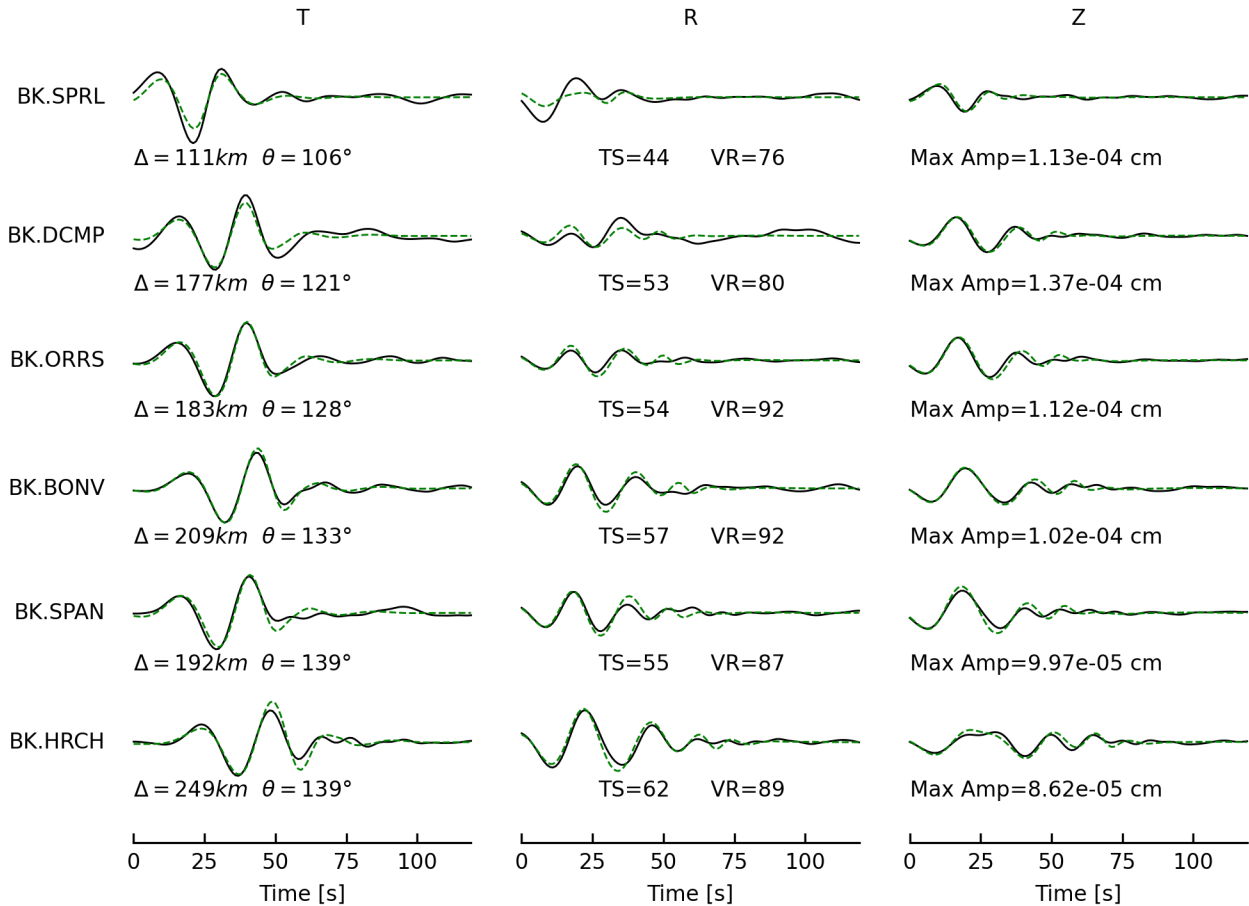 T R Z
BK.SPRL
Δ = 111km θ = 106° TS=44 VR=76 Max Amp=1.13e-04 cm
BK.DCMP
Δ = 177km θ = 121° TS=53 VR=80 Max Amp=1.37e-04 cm
BK.ORRS
Δ = 183km θ = 128° TS=54 VR=92 Max Amp=1.12e-04 cm
BK.BONV
Δ = 209km θ = 133° TS=57 VR=92 Max Amp=1.02e-04 cm
BK.SPAN
Δ = 192km θ = 139° TS=55 VR=87 Max Amp=9.97e-05 cm
BK.HRCH
Δ = 249km θ = 139° TS=62 VR=89 Max Amp=8.62e-05 cm
0 25 50 75 100 0 25 50 75 100 0 25 50 75 100
Time [s] Time [s] Time [s]